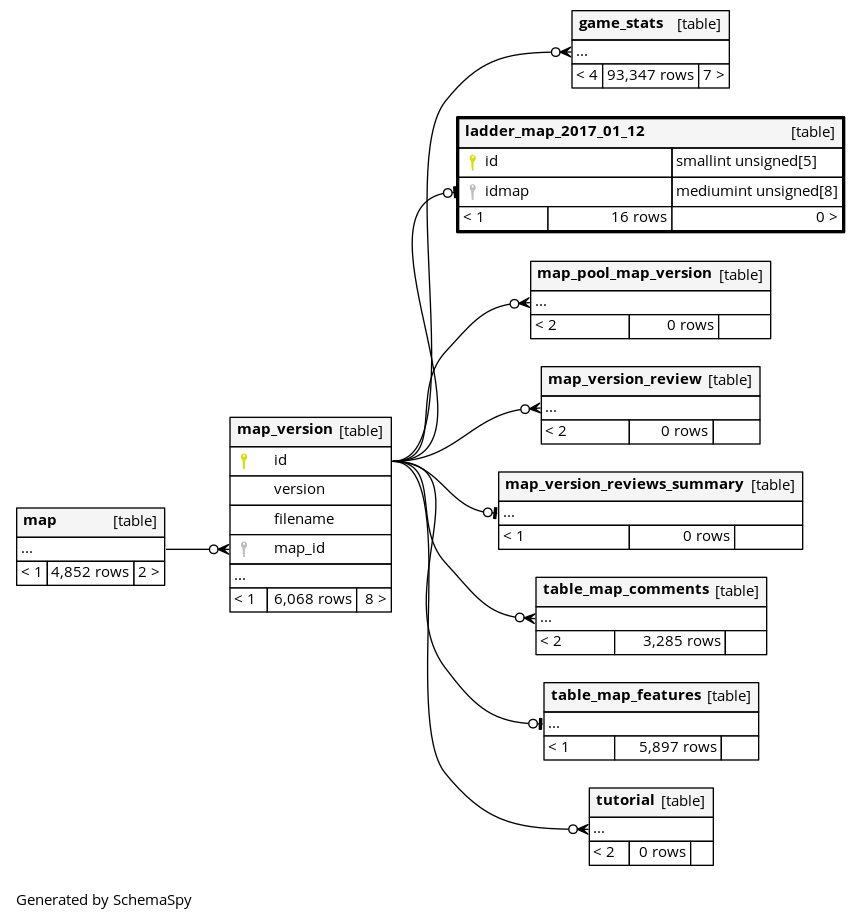 game_stats [table]
...
< 4 93,347 rows 7 >
ladder_map_2017_01_12 [table]
id smallint unsigned[5]
idmap mediumint unsigned[8]
< 1 16 rows 0 >
map_pool_map_version [table]
...
< 2 0 rows
map_version_review [table]
...
< 2 0 rows
map_version [table]
id
version
filename
map_id
...
< 1 6,068 rows 8 >
map_version_reviews_summary [table]
...
< 1 0 rows
map [table]
...
< 1 4,852 rows 2 >
table_map_comments [table]
...
< 2 3,285 rows
table_map_features [table]
...
< 1 5,897 rows
tutorial [table]
...
< 2 0 rows
Generated by SchemaSpy